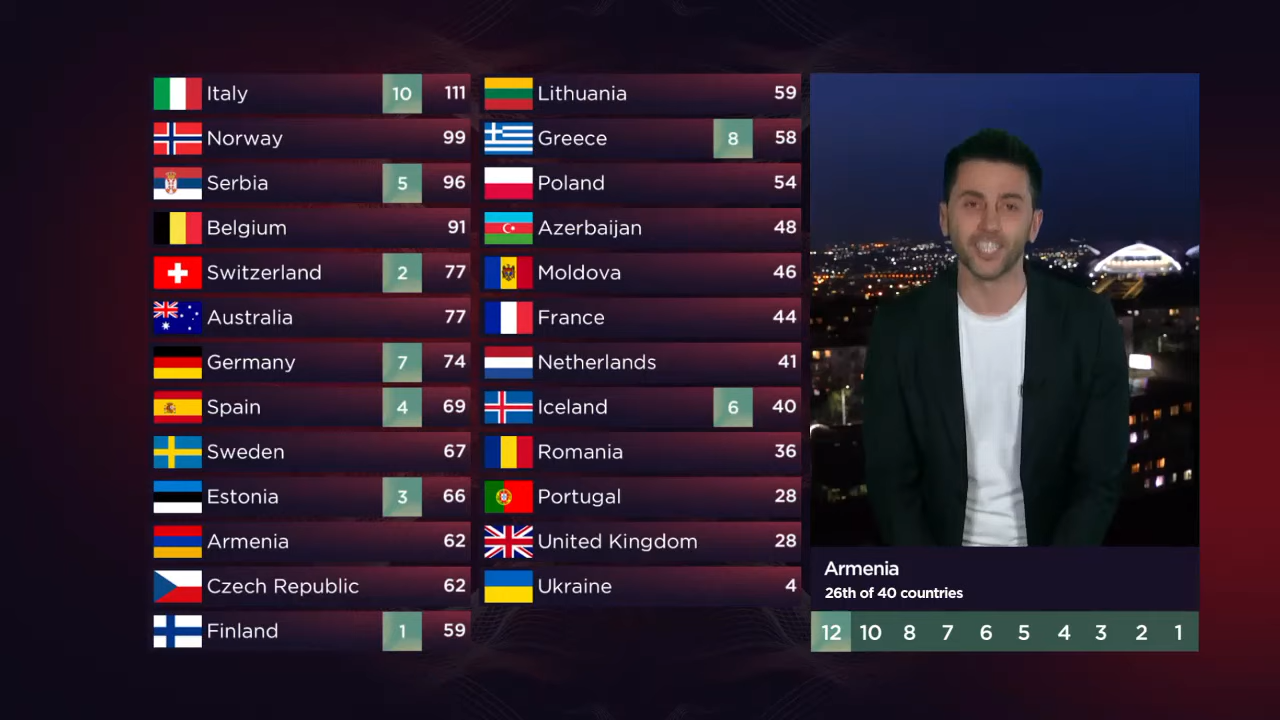 Italy 10 111
Norway 99
Serbia 5 96
Belgium 91
Switzerland 2 77
Australia 77
Germany 7 74
Spain 4 69
Sweden 67
Estonia 3 66
Armenia 62
Czech Republic 62
Finland 1 59
Lithuania 59
Greece 8 58
Poland 54
Azerbaijan 48
Moldova 46
France 44
Netherlands 41
Iceland 6 40
Romania 36
Portugal 28
United Kingdom 28
Ukraine 4
Armenia
26th of 40 countries
12 10 8 7 6 5 4 3 2 1